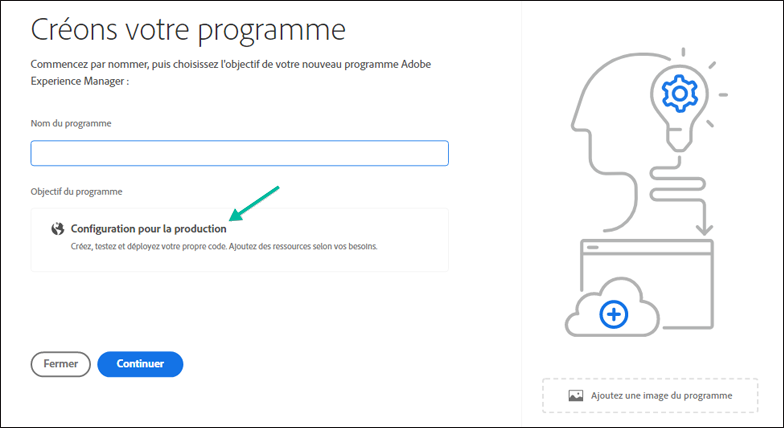 Créons votre programme
Commencez par nommer, puis choisissez l'objectif de votre nouveau programme Adobe
Experience Manager :
Nom du programme
Objectif du programme
Configuration pour la production
Créez, testez et déployez votre propre code. Ajoutez des ressources selon vos besoins.
Fermer
Continuer
Ajoutez une image du programme